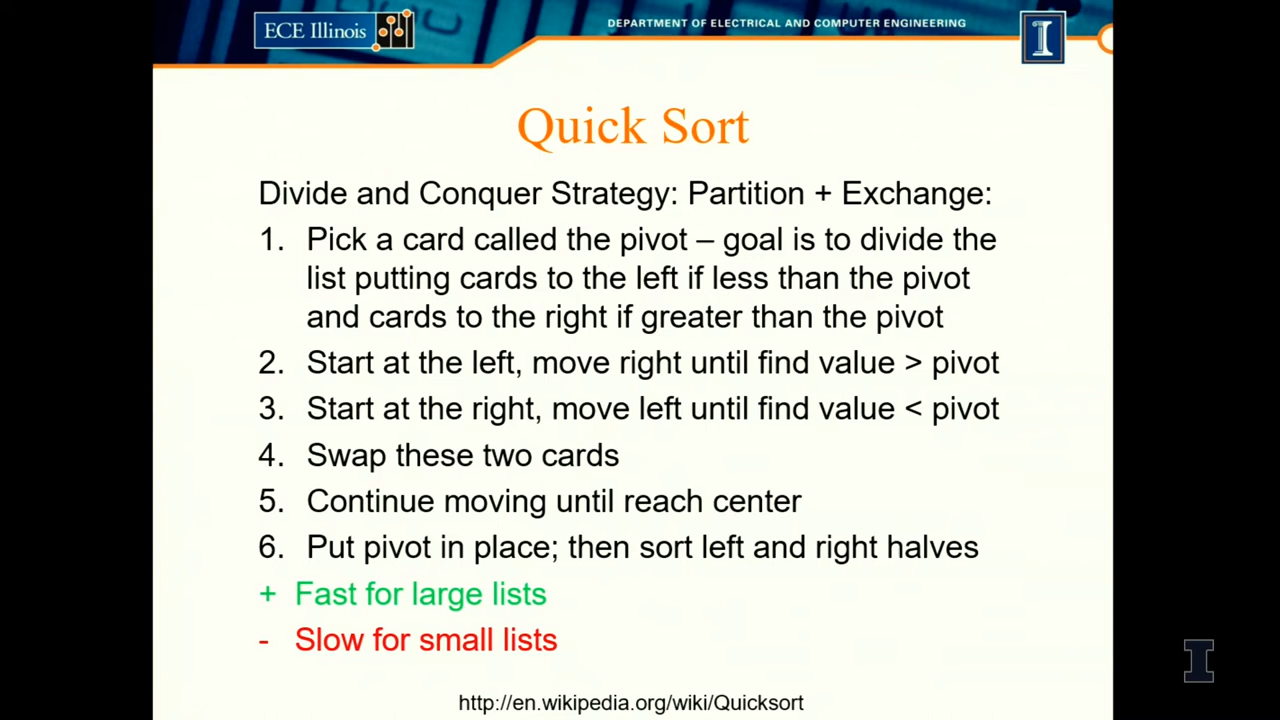 ECE Illinois
DEPARTMENT OF ELECTRICAL AND COMPUTER ENGINEERING
I
Quick Sort
Divide and Conquer Strategy: Partition + Exchange:
1. Pick a card called the pivot – goal is to divide the
list putting cards to the left if less than the pivot
and cards to the right if greater than the pivot
2. Start at the left, move right until find value > pivot
3. Start at the right, move left until find value < pivot
4. Swap these two cards
5. Continue moving until reach center
6. Put pivot in place; then sort left and right halves
+ Fast for large lists
- Slow for small lists
http://en.wikipedia.org/wiki/Quicksort
I